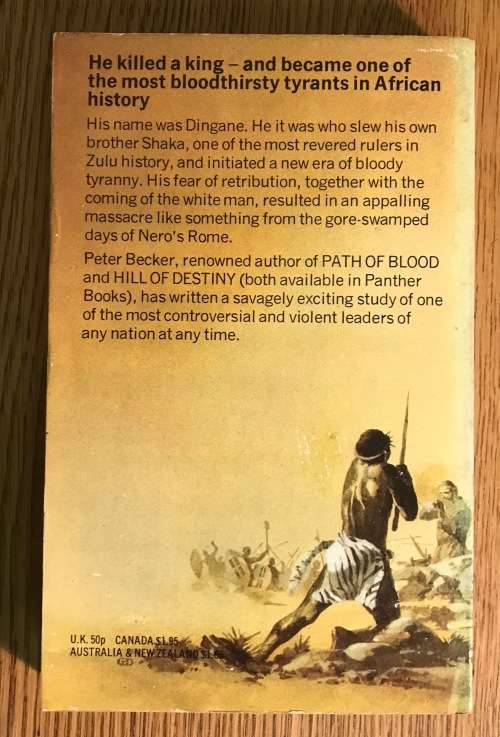 He killed a king – and became one of
the most bloodthirsty tyrants in African
history
His name was Dingane. He it was who slew his own
brother Shaka, one of the most revered rulers in
Zulu history, and initiated a new era of bloody
tyranny. His fear of retribution, together with the
coming of the white man, resulted in an appalling
massacre like something from the gore-swamped
days of Nero's Rome.
Peter Becker, renowned author of PATH OF BLOOD
and HILL OF DESTINY (both available in Panther
Books), has written a savagely exciting study of one
of the most controversial and violent leaders of
any nation at any time.
U.K. 50p CANADA $1.95
AUSTRALIA & NEW ZEALAND